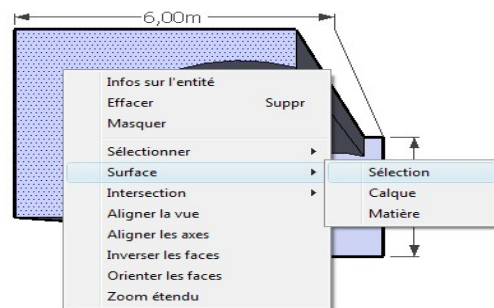 6,00m
Infos sur l'entité
Effacer Suppr
Masquer
Sélectionner
Surface
Sélection
Intersection
Calque
Aligner la vue
Matière
Aligner les axes
Inverser les faces
Orienter les faces
Zoom étendu